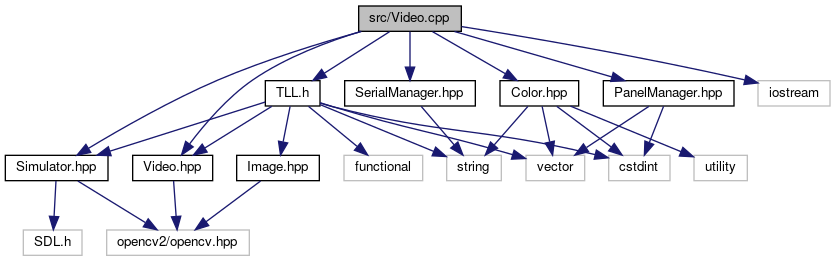 src/Video.cpp
TLL.h
SerialManager.hpp
Color.hpp
PanelManager.hpp
iostream
Simulator.hpp
Video.hpp
Image.hpp
functional
string
vector
cstdint
utility
SDL.h
opencv2/opencv.hpp